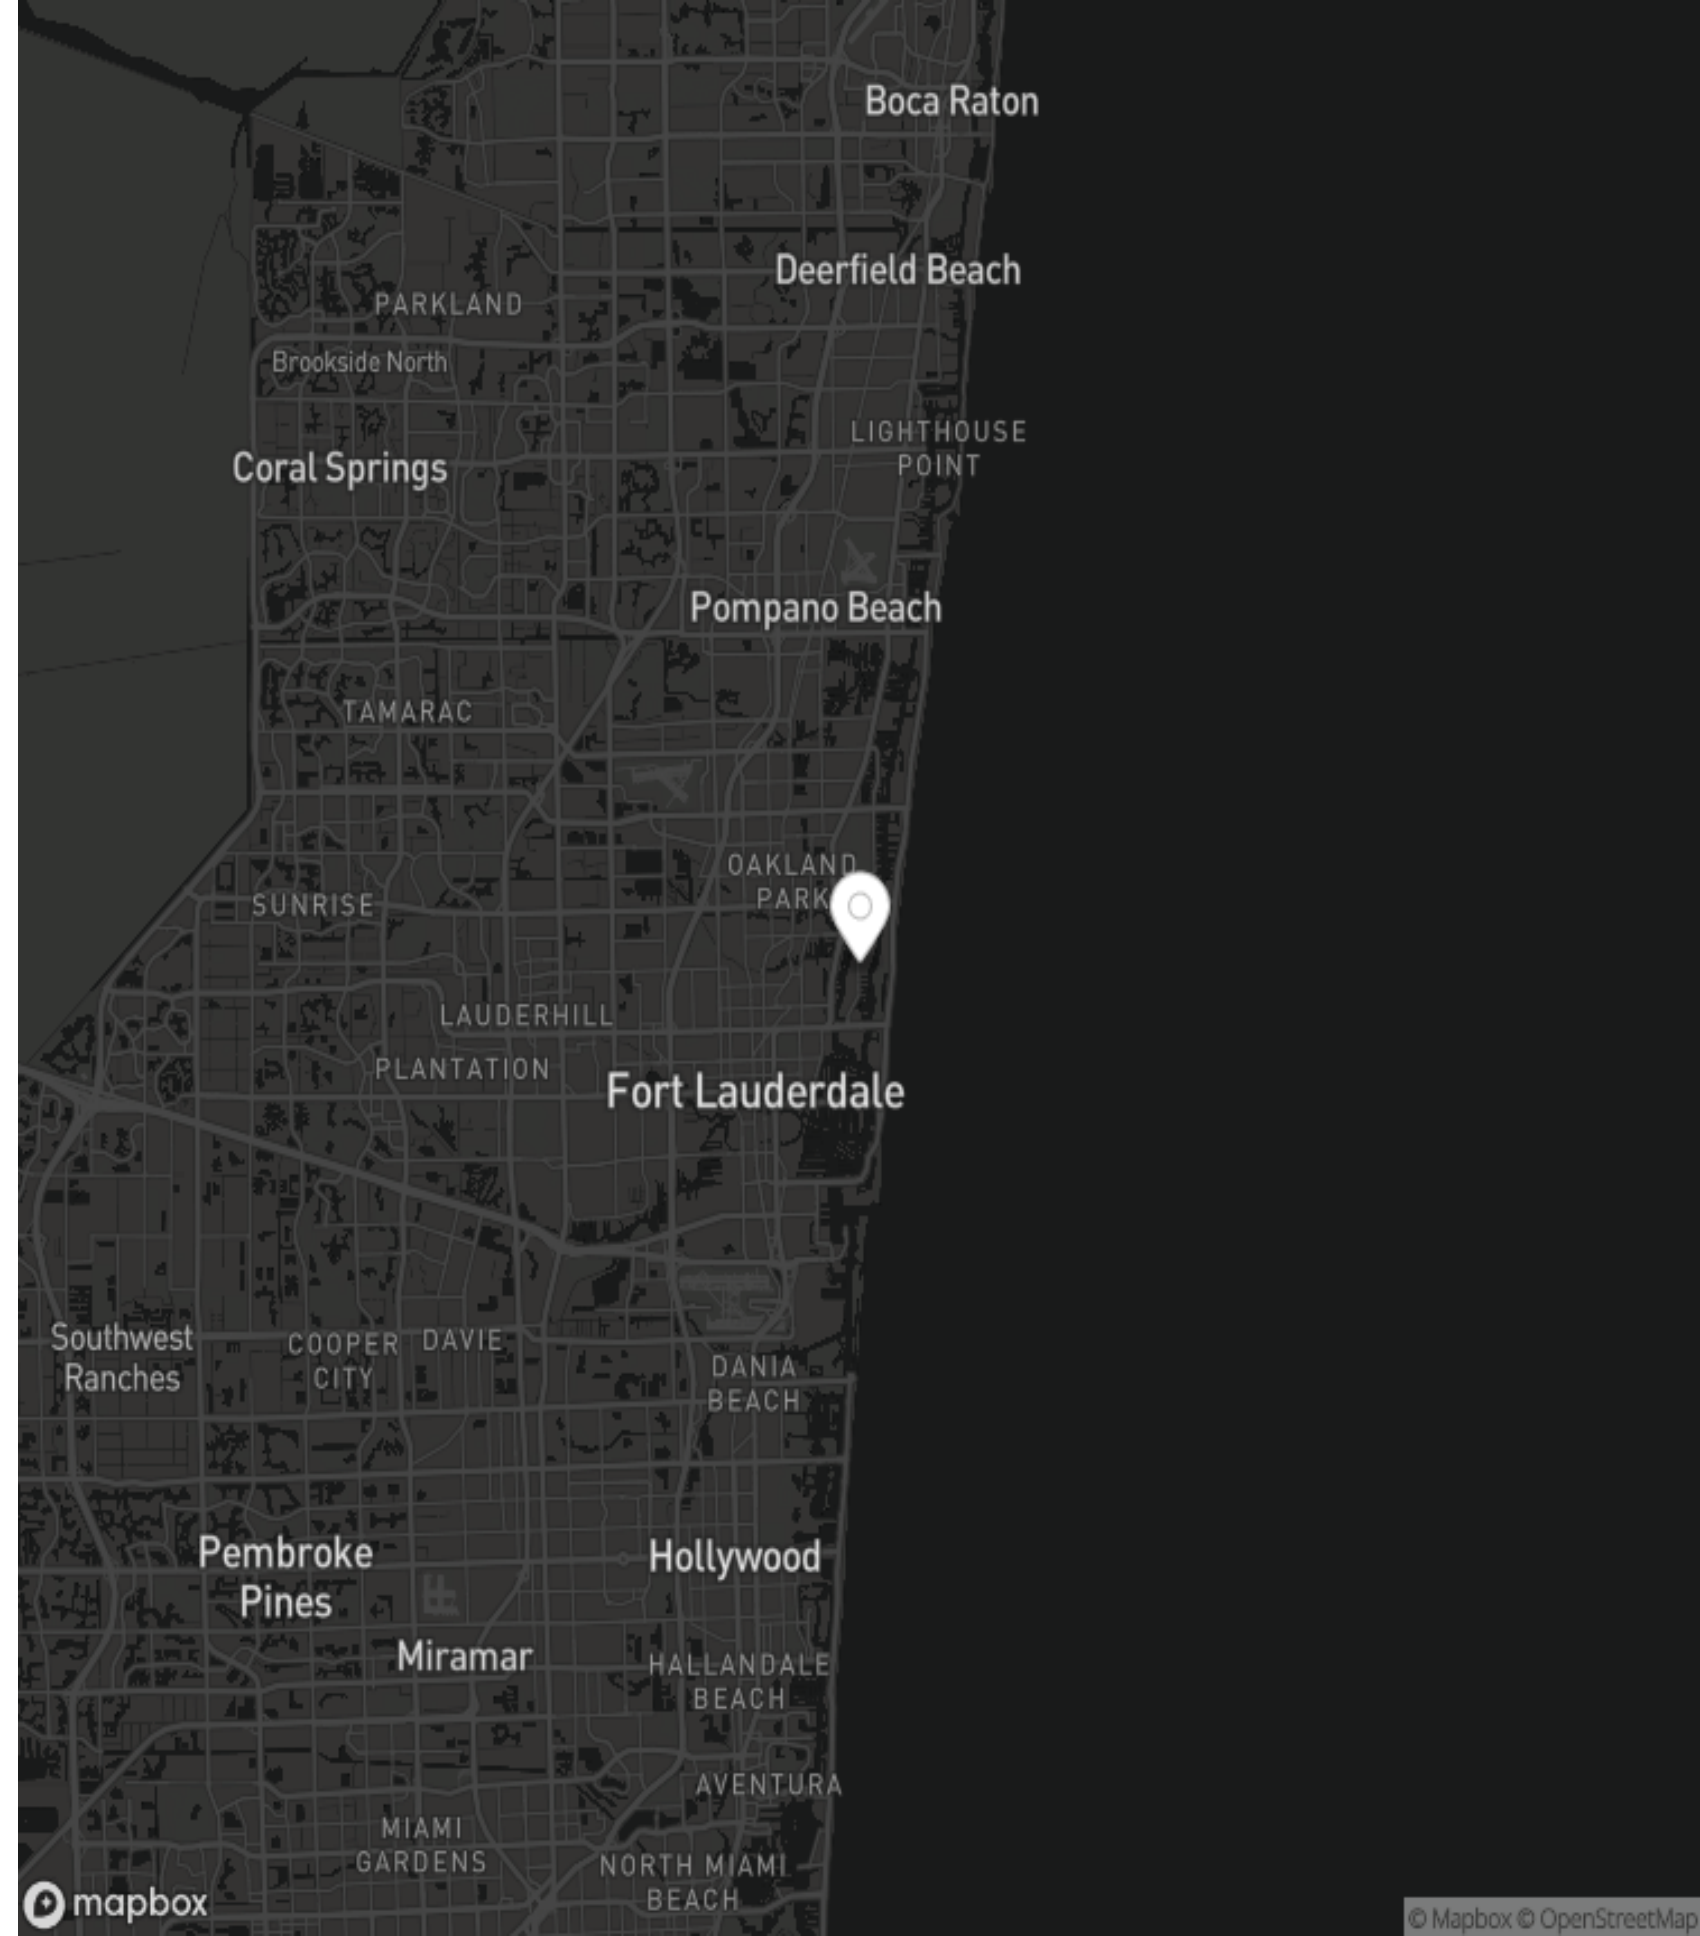 Boca Raton
Deerfield Beach
PARKLAND
Brookside North
LIGHTHOUSE
POINT
Coral Springs
Pompano Beach
TAMARAC
OAKLAND
PARK
SUNRISE
LAUDERHILL
PLANTATION
Fort Lauderdale
Southwest
Ranches
COOPER
CITY
DAVIE
DANIA
BEACH
Pembroke
Pines
Hollywood
Miramar
HALLANDALE
BEACH
AVENTURA
MIAMI
GARDENS
NORTH MIAMI
BEACH
mapbox
© Mapbox © OpenStreetMap